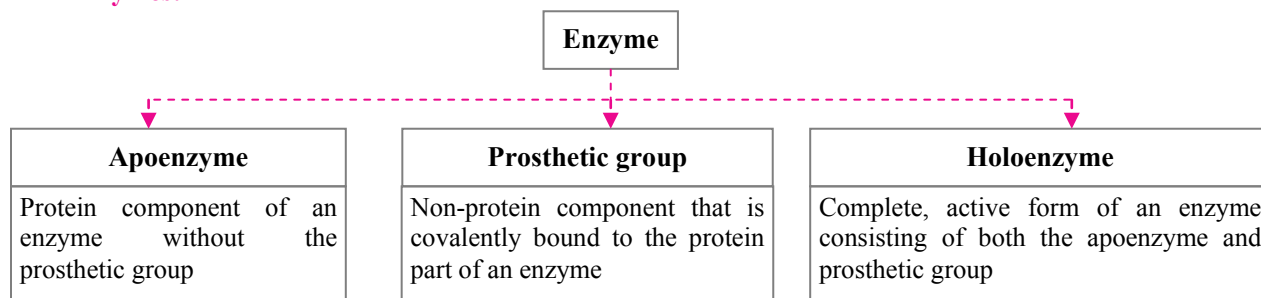 Enzyme
Apoenzyme
Protein component of an
enzyme without the
prosthetic group
Prosthetic group
Non-protein component that is
covalently bound to the protein
part of an enzyme
Holoenzyme
Complete, active form of an enzyme
consisting of both the apoenzyme and
prosthetic group